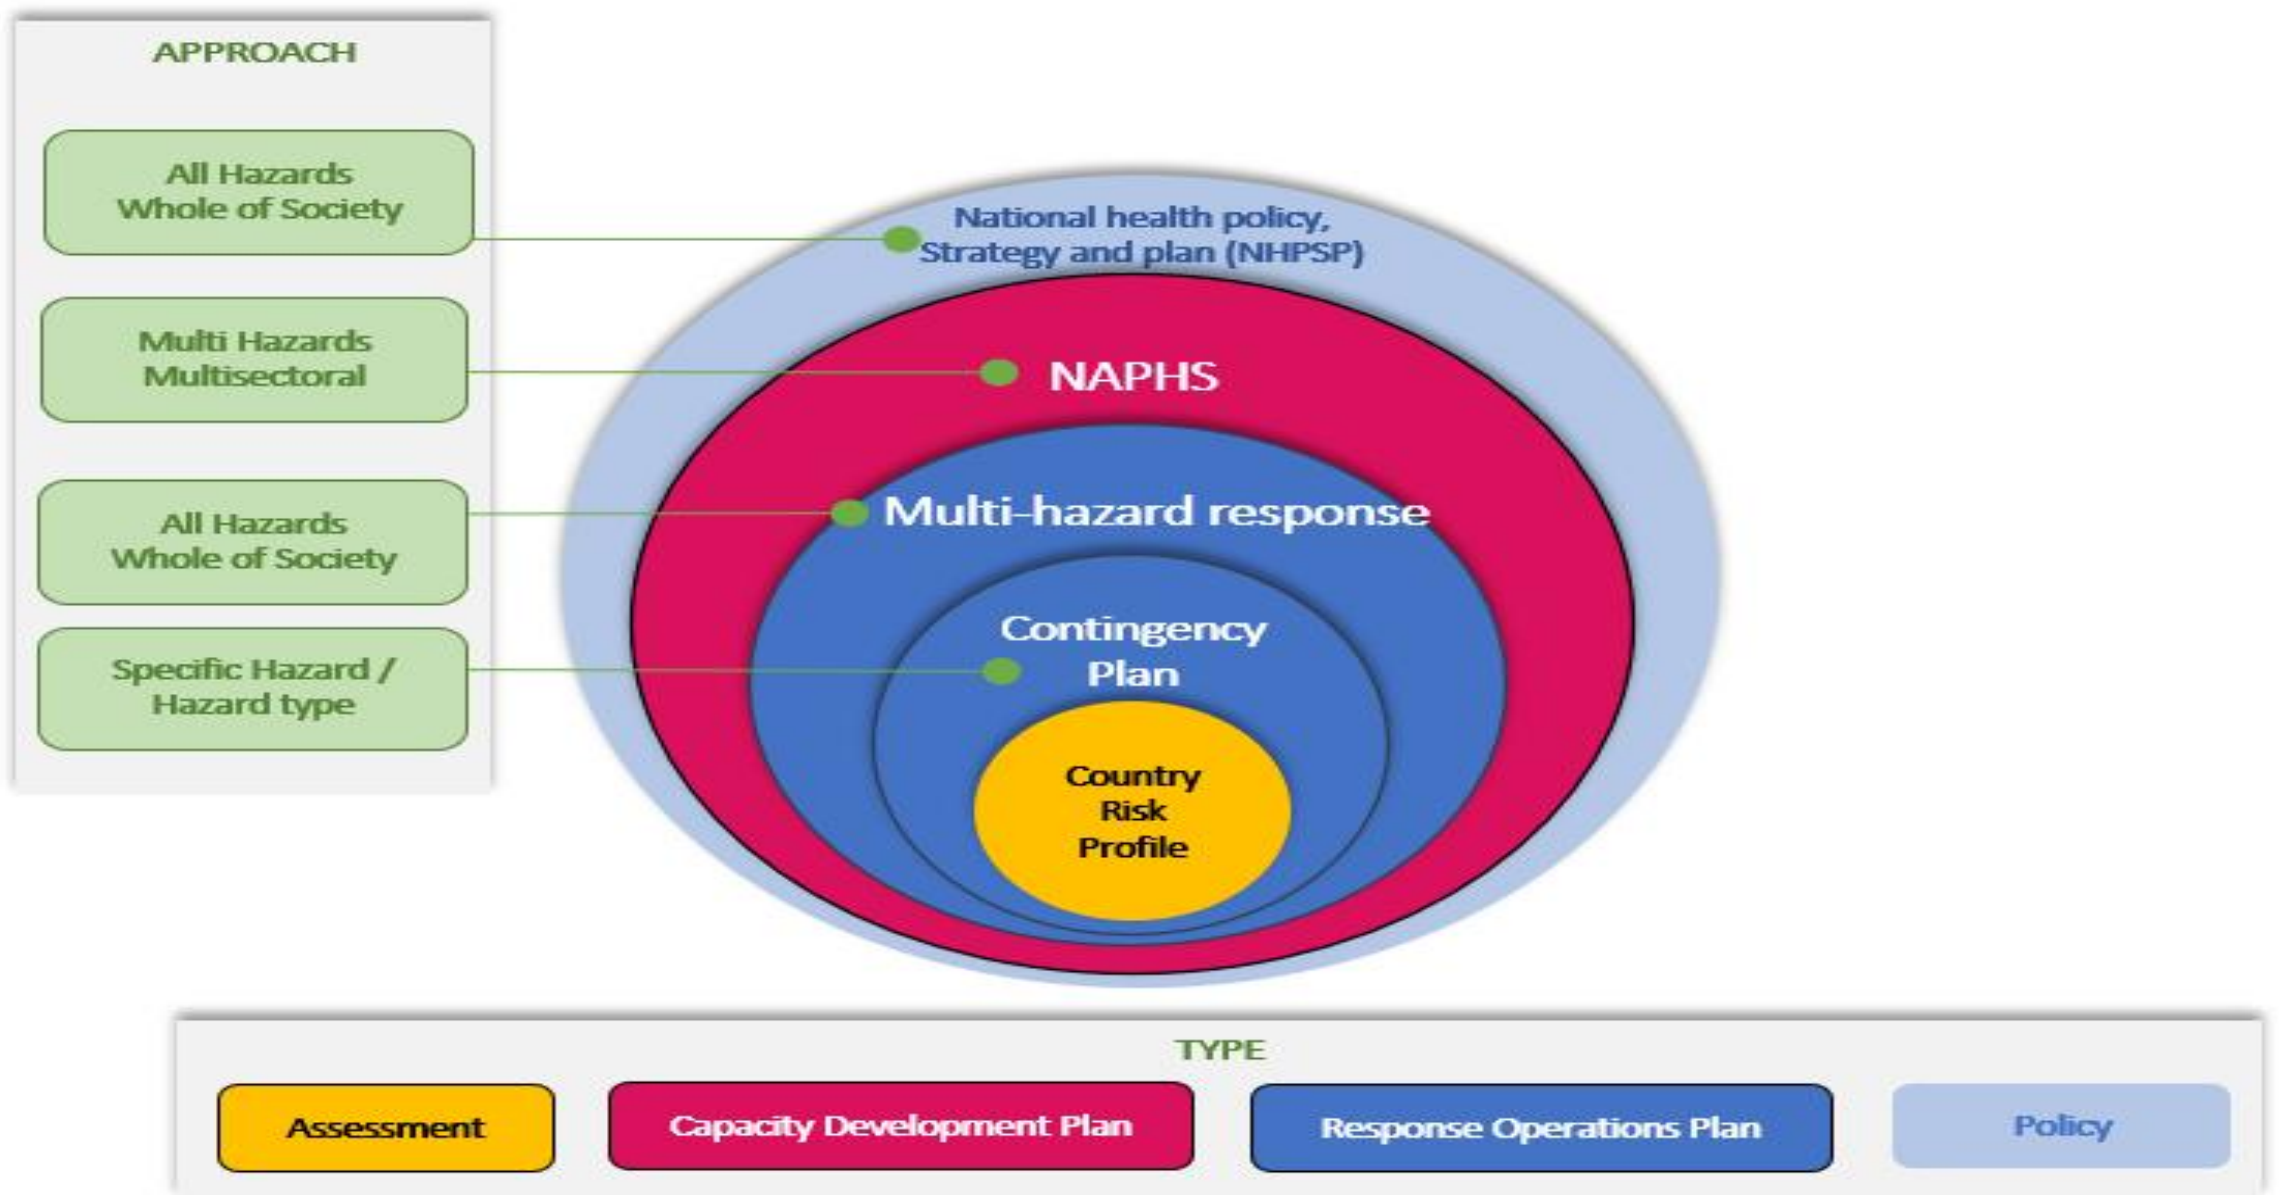 APPROACH
All Hazards
Whole of Society
Multi Hazards
Multisectoral
All Hazards
Whole of Society
Specific Hazard /
Hazard type
National health policy,
Strategy and plan (NHPSP)
NAPHS
Multi-hazard response
Contingency
Plan
Country
Risk
Profile
TYPE
Assessment
Capacity Development Plan
Response Operations Plan
Policy